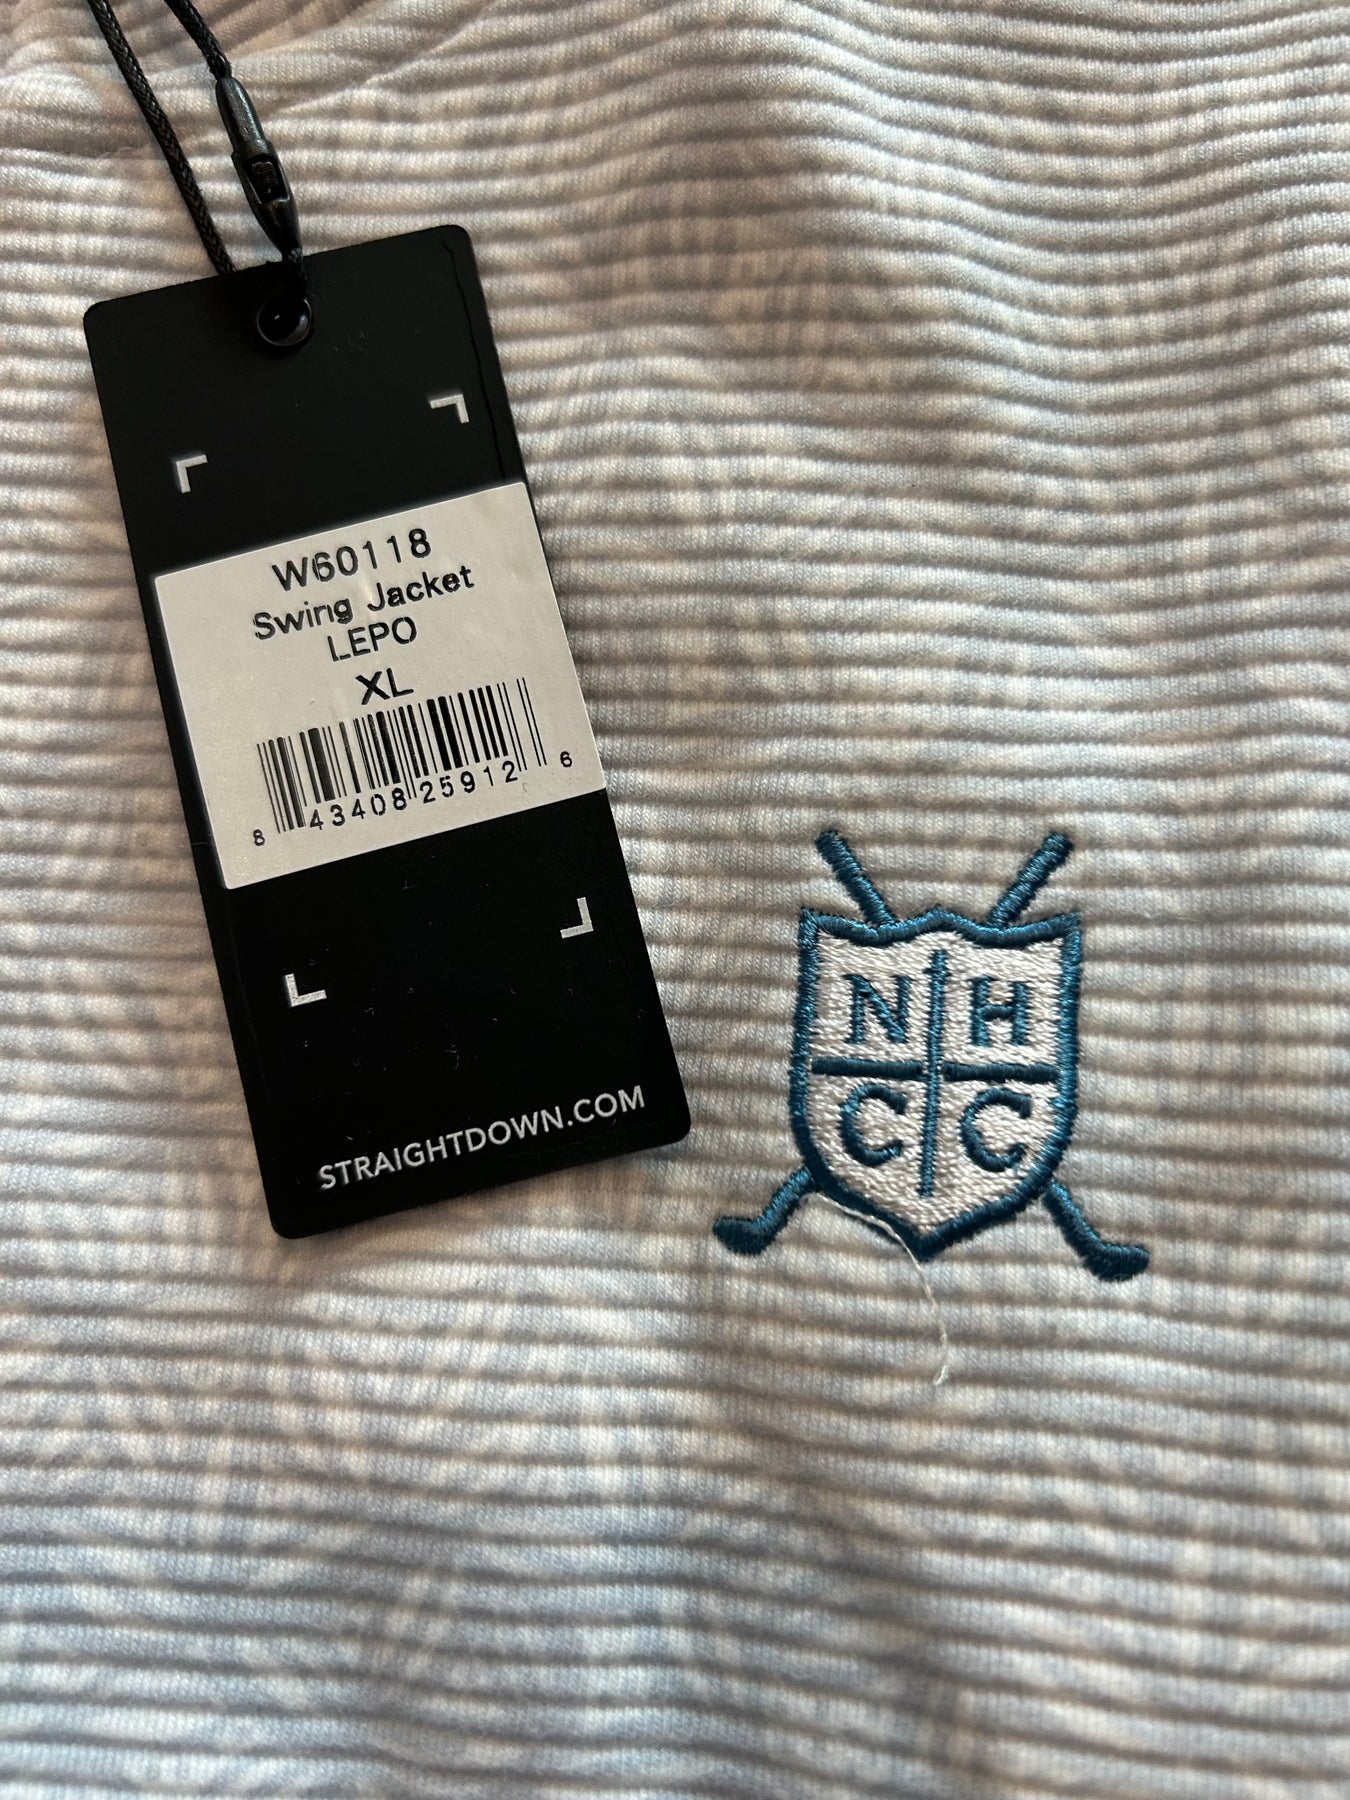 W60118
Swing Jacket
LEPO
XL
8 43408 25912 6
STRAIGHTDOWN.COM
N H
C C